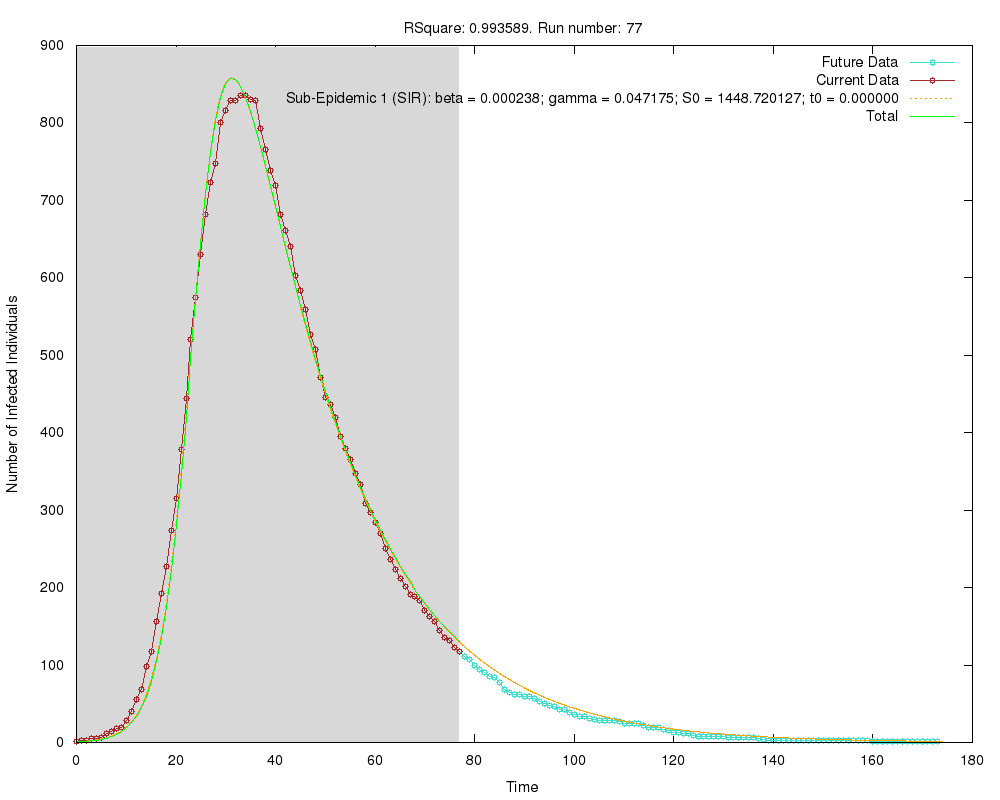 RSquare: 0.993589. Run number: 77
Future Data
Current Data
Sub-Epidemic 1 (SIR): beta = 0.000238; gamma = 0.047175; S0 = 1448.720127; t0 = 0.000000
Total
900
800
700
600
500
400
300
200
100
0
Number of Infected Individuals
0 20 40 60 80 100 120 140 160 180
Time